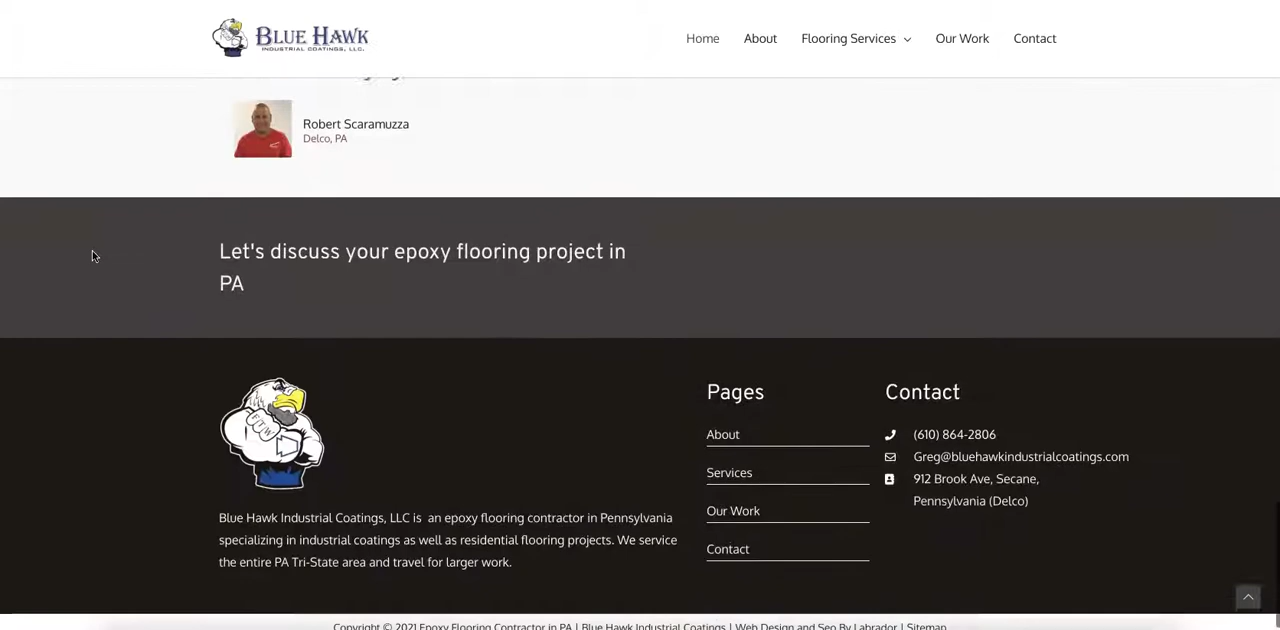 BLUE HAWK
INDUSTRIAL COATINGS, LLC.
Home
About
Flooring Services
Our Work
Contact
Robert Scaramuzza
Delco, PA
Let's discuss your epoxy flooring project in
PA
FTW
Blue Hawk Industrial Coatings, LLC is an epoxy flooring contractor in Pennsylvania
specializing in industrial coatings as well as residential flooring projects. We service
the entire PA Tri-State area and travel for larger work.
Pages
About
Services
Our Work
Contact
Contact
(610) 864-2806
Greg@bluehawkindustrialcoatings.com
912 Brook Ave, Secane,
Pennsylvania (Delco)
Copyright © 2021 Epoxy Flooring Contractor in PA | Blue Hawk Industrial Coatings | Web Design and Seo By Labrador | Sitemap